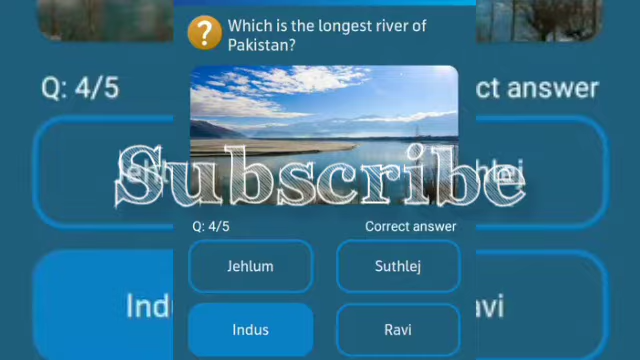 Which is the longest river of
Pakistan?
Q: 4/5
ct answer
Subscribe
Q: 4/5
Correct answer
Jehlum
Suthlej
Indus
Ravi